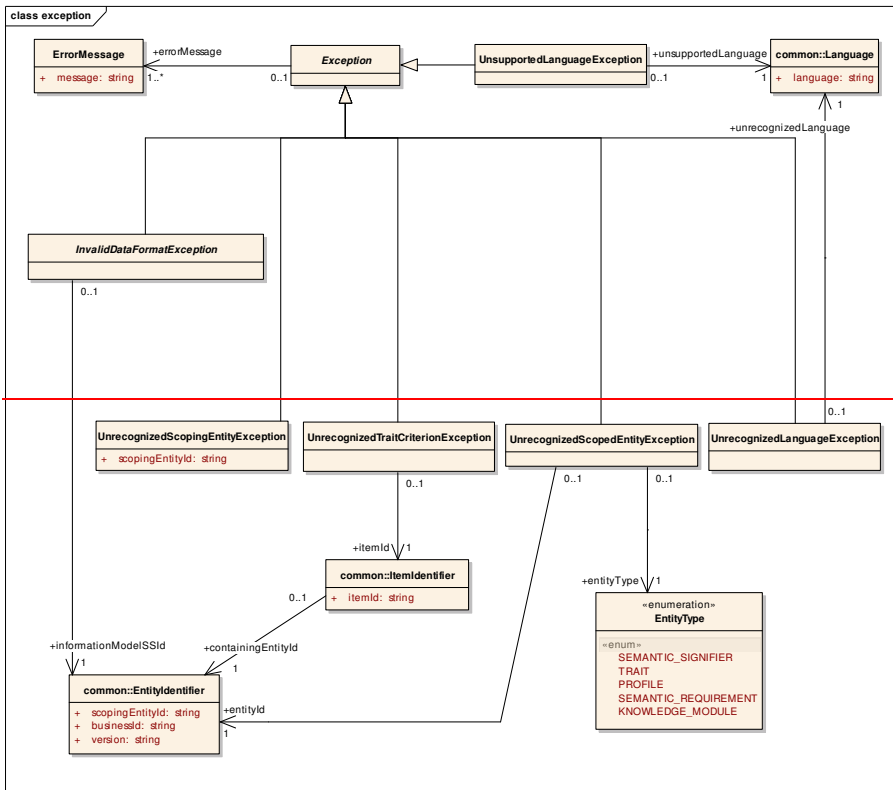 class exception
ErrorMessage
+ message: string
+errorMessage
1..*
0..1
Exception
UnsupportedLanguageException
+unsupportedLanguage
0..1
1
common::Language
+ language: string
1
+unrecognizedLanguage
InvalidDataFormatException
0..1
0..1
UnrecognizedScopingEntityException
+ scopingEntityId: string
UnrecognizedTraitCriterionException
0..1
UnrecognizedScopedEntityException
0..1
0..1
UnrecognizedLanguageException
+itemId
1
common::ItemIdentifier
+ itemId: string
0..1
+entityType
1
«enumeration»
EntityType
«enum»
SEMANTIC_SIGNIFIER
TRAIT
PROFILE
SEMANTIC_REQUIREMENT
KNOWLEDGE_MODULE
+informationModelSSId
1
+containingEntityId
1
common::EntityIdentifier
+ scopingEntityId: string
+ businessId: string
+ version: string
+entityId
1